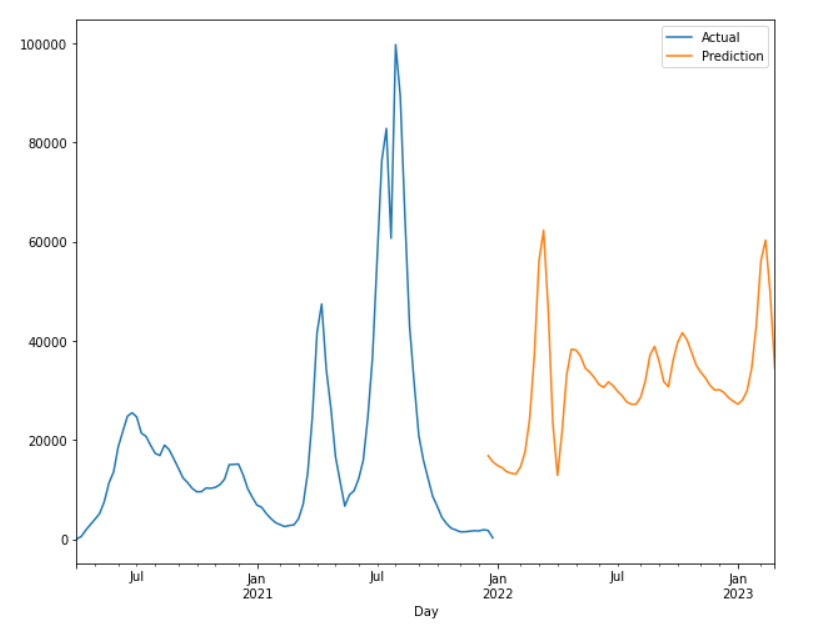 Actual
Prediction
100000
80000
60000
40000
20000
0
Jul
Jan
2021
Jul
Jan
2022
Jul
Jan
2023
Day